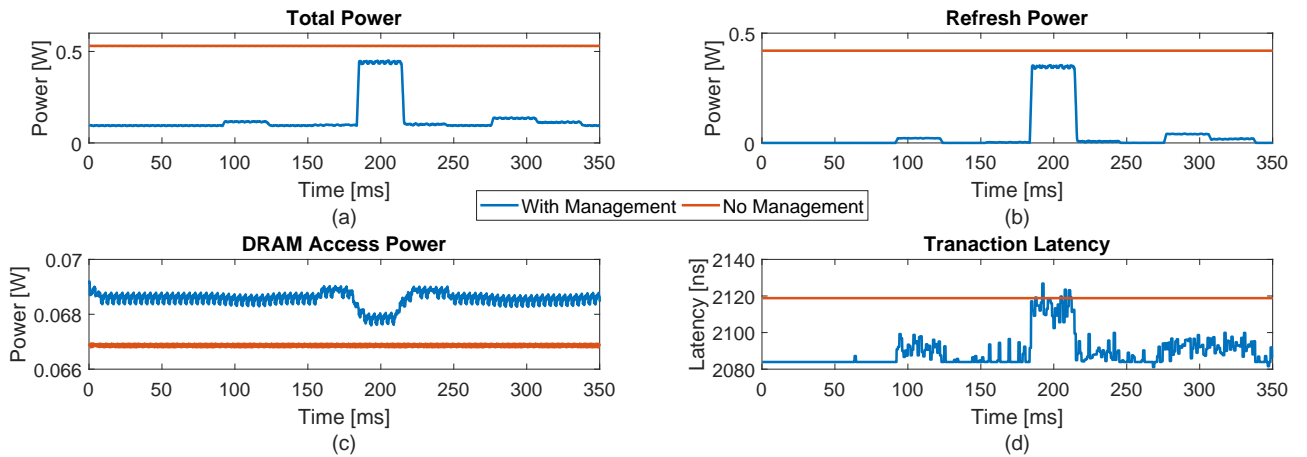 Total Power
Power [W]
0.5
0
0 50 100 150 200 250 300 350
Time [ms]
(a)
Refresh Power
Power [W]
0.5
0
0 50 100 150 200 250 300 350
Time [ms]
(b)
With Management No Management
DRAM Access Power
Power [W]
0.07
0.068
0.066
0 50 100 150 200 250 300 350
Time [ms]
(c)
Tranaction Latency
Latency [ns]
2140
2120
2100
2080
0 50 100 150 200 250 300 350
Time [ms]
(d)